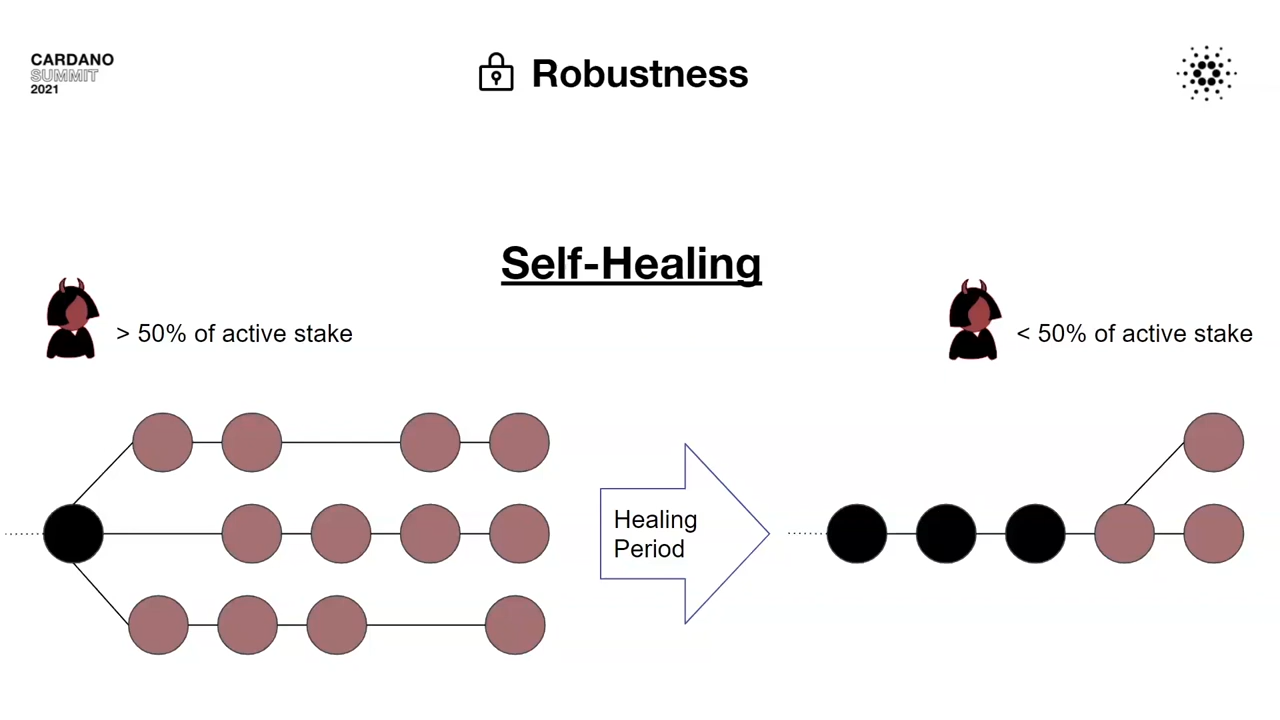 CARDANO
SUMMIT
2021
Robustness
Self-Healing
> 50% of active stake
< 50% of active stake
Healing
Period